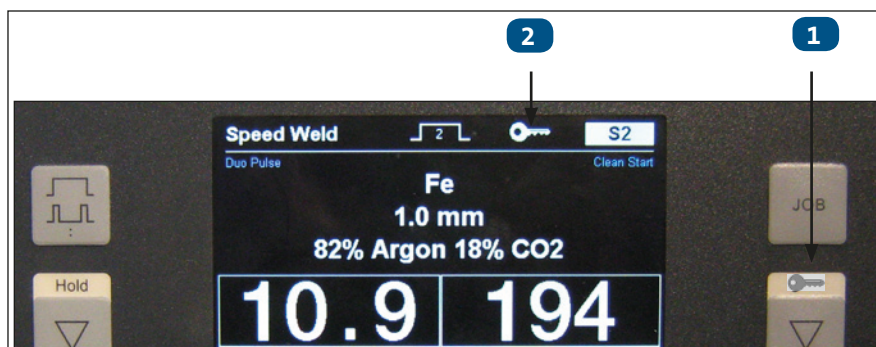 2 1
Speed Weld 2 S2
Duo Pulse Clean Start
Fe
1.0 mm
JOB
82% Argon 18% CO2
Hold
10.9 194